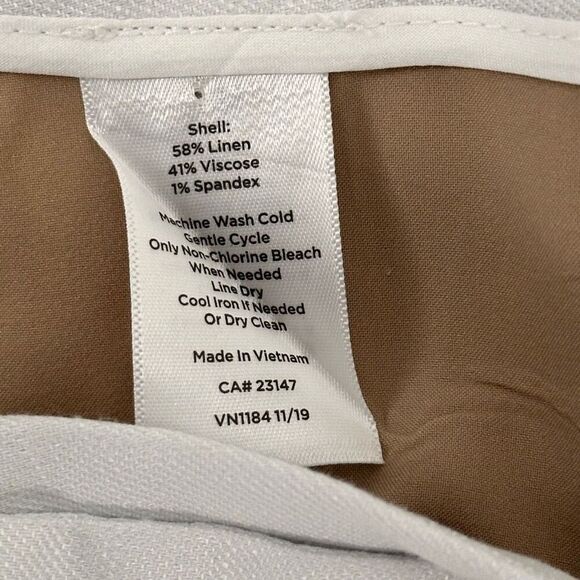 Shell:
58% Linen
41% Viscose
1% Spandex
Machine Wash Cold
Gentle Cycle
Only Non-Chlorine Bleach
When Needed
Line Dry
Cool Iron If Needed
Or Dry Clean
Made In Vietnam
CA# 23147
VN1184 11/19